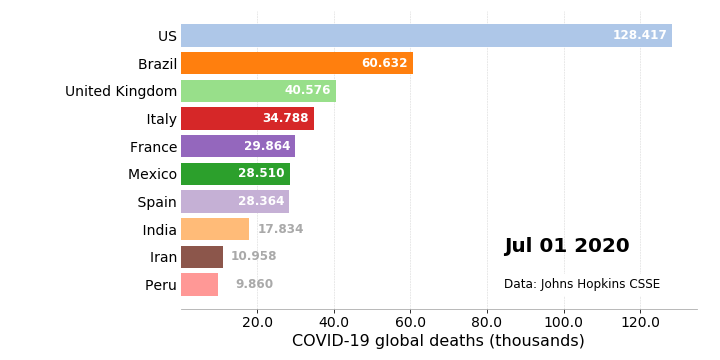 US 128.417
Brazil 60.632
United Kingdom 40.576
Italy 34.788
France 29.864
Mexico 28.510
Spain 28.364
India 17.834
Iran 10.958
Peru 9.860
Jul 01 2020
Data: Johns Hopkins CSSE
20.0 40.0 60.0 80.0 100.0 120.0
COVID-19 global deaths (thousands)